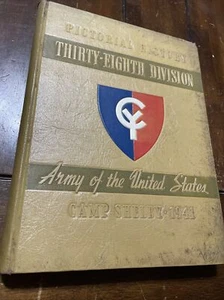 PICTORIAL HISTORY
THIRTY-EIGHTH DIVISION
CY
Army of the United States
CAMP SHELBY - 1941